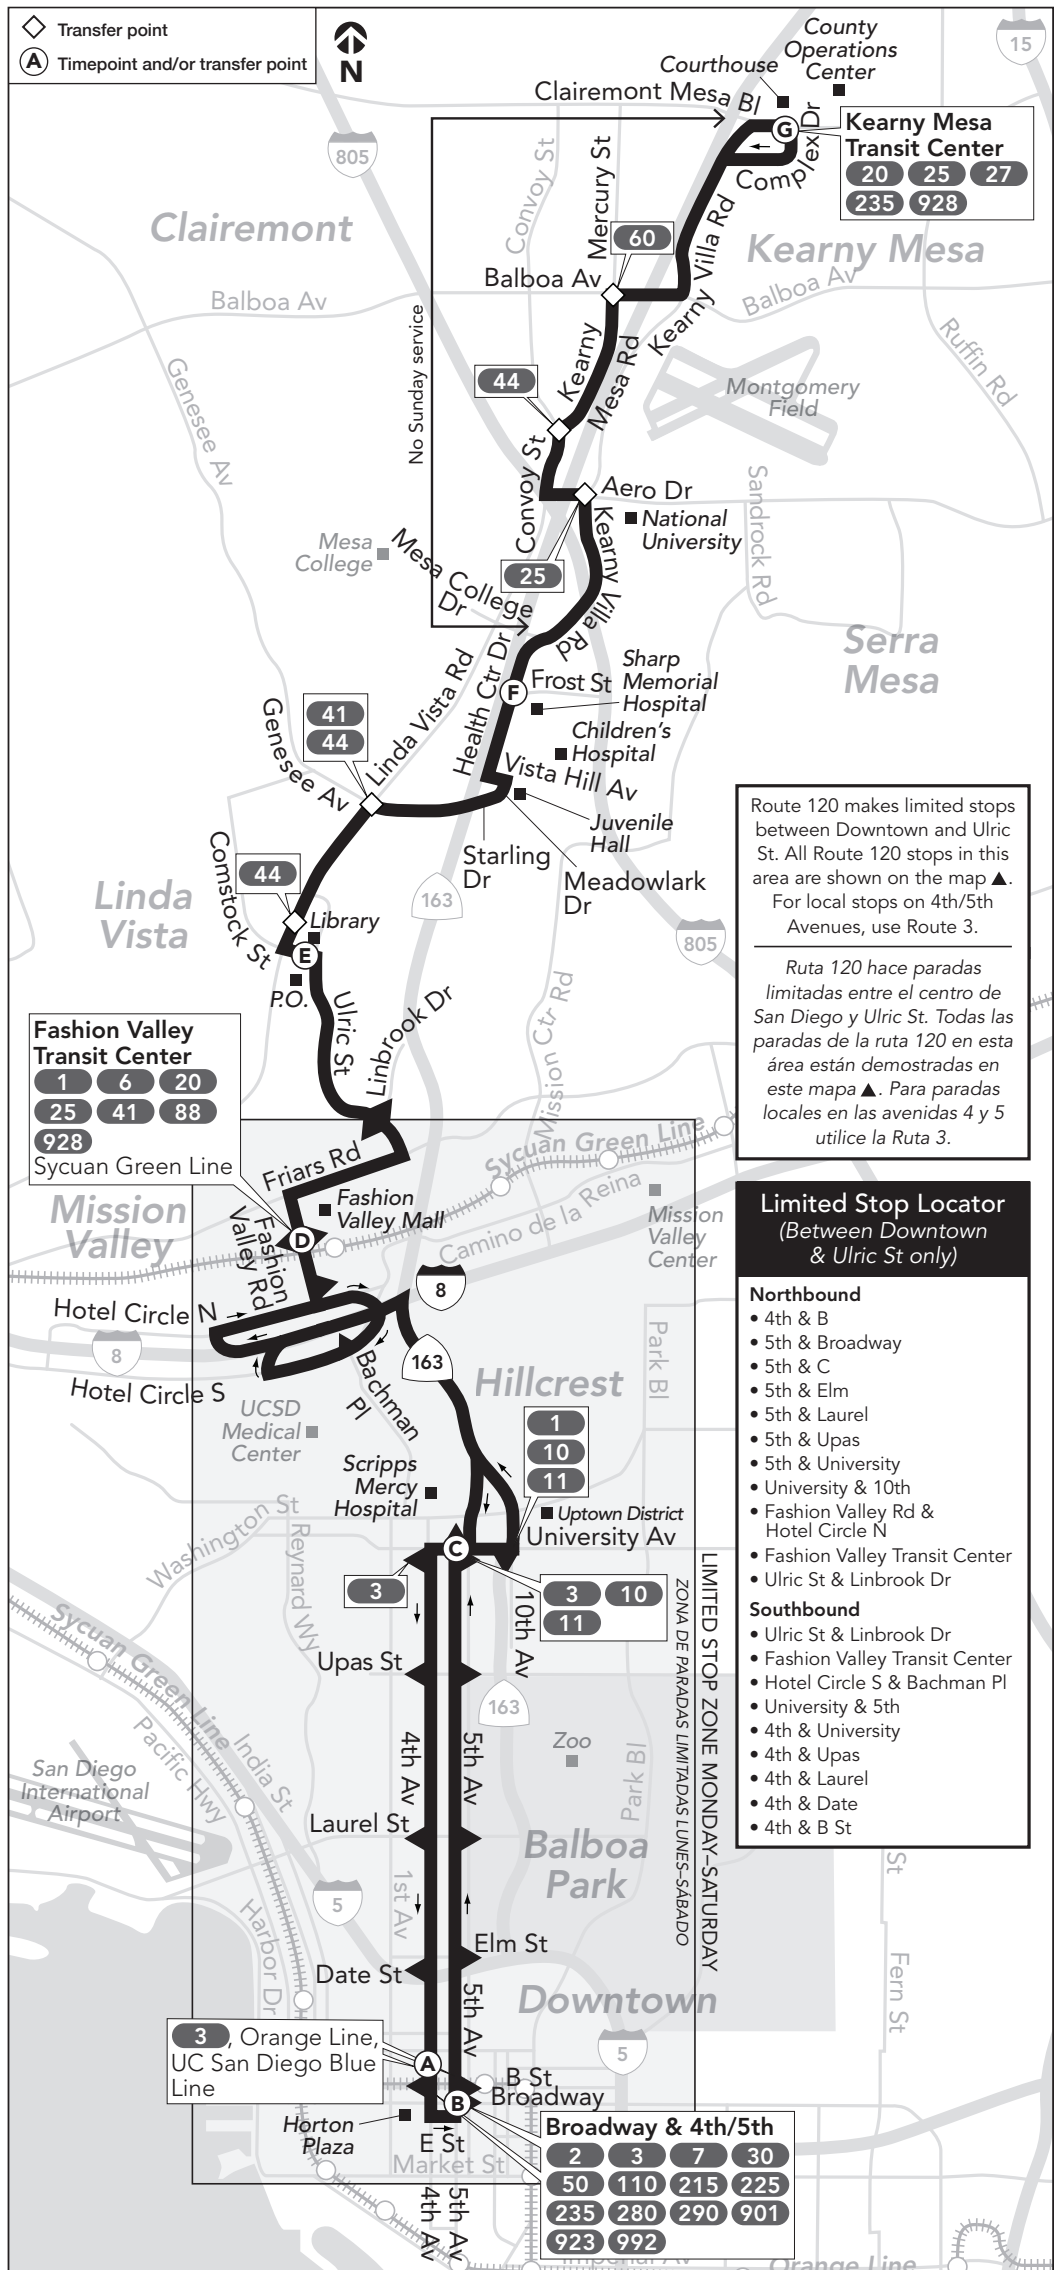 Transfer point
A Timepoint and/or transfer point
N
County
Operations
Center
Courthouse
15
Clairemont Mesa Bl
G
Complex Dr
Kearny Mesa
Transit Center
20 25 27
235 928
805
Convoy St
Mercury St
Clairemont
Kearny Villa Rd
Kearny Mesa
60
Balboa Av
Balboa Av
Balboa Av
No Sunday service
Kearny
Mesa Rd
Kearny Villa Rd
Ruffin Rd
Genesee Av
44
Montgomery
Field
Convoy St
Aero Dr
National
University
Sandrock Rd
Mesa
College
Mesa College
Dr
25
Kearny Villa
Rd
Serra
Mesa
Health Ctr Dr
Linda Vista Rd
F
Frost St
Sharp
Memorial
Hospital
41
44
Genesee Av
Children's
Hospital
Vista Hill Av
Juvenile
Hall
Starling
Dr
Meadowlark
Dr
Route 120 makes limited stops
between Downtown and Ulric
St. All Route 120 stops in this
area are shown on the map ▲.
For local stops on 4th/5th
Avenues, use Route 3.
Ruta 120 hace paradas
limitadas entre el centro de
San Diego y Ulric St. Todas las
paradas de la ruta 120 en esta
área están demostradas en
este mapa ▲. Para paradas
locales en las avenidas 4 y 5
utilice la Ruta 3.
Comstock St
44
Linda
Vista
163
805
Library
E
P.O.
Ulric St
Linbrook Dr
Mission Ctr Rd
Fashion Valley
Transit Center
1 6 20
25 41 88
928
Sycuan Green Line
Sycuan Green Line
Friars Rd
Mission
Valley
Fashion
Valley Rd
Fashion
Valley Mall
D
Camino de la Reina
Mission
Valley
Center
Hotel Circle N
8
8
Hotel Circle S
163
Bachman
Pl
Park Bl
Hillcrest
UCSD
Medical
Center
1
10
11
Scripps
Mercy
Hospital
Uptown District
University Av
Washington St
Reynard Wy
C
3
3 10
11
10th Av
LIMITED STOP ZONE MONDAY–SATURDAY
ZONA DE PARADAS LIMITADAS LUNES–SÁBADO
Upas St
Sycuan Green Line
163
Pacific Hwy
India St
4th Av
5th Av
Zoo
Park Bl
San Diego
International
Airport
Laurel St
Balboa
Park
1st Av
5
Harbor Dr
Elm St
Date St
5th Av
Downtown
Fern St
St
5
3, Orange Line,
UC San Diego Blue
Line
A
B St
Broadway
B
Horton
Plaza
E St
Market St
4th Av
5th Av
Broadway & 4th/5th
2 3 7 30
50 110 215 225
235 280 290 901
923 992
Imperial Av
Orange Line
Limited Stop Locator
(Between Downtown
& Ulric St only)
Northbound
• 4th & B
• 5th & Broadway
• 5th & C
• 5th & Elm
• 5th & Laurel
• 5th & Upas
• 5th & University
• University & 10th
• Fashion Valley Rd &
Hotel Circle N
• Fashion Valley Transit Center
• Ulric St & Linbrook Dr
Southbound
• Ulric St & Linbrook Dr
• Fashion Valley Transit Center
• Hotel Circle S & Bachman Pl
• University & 5th
• 4th & University
• 4th & Upas
• 4th & Laurel
• 4th & Date
• 4th & B St